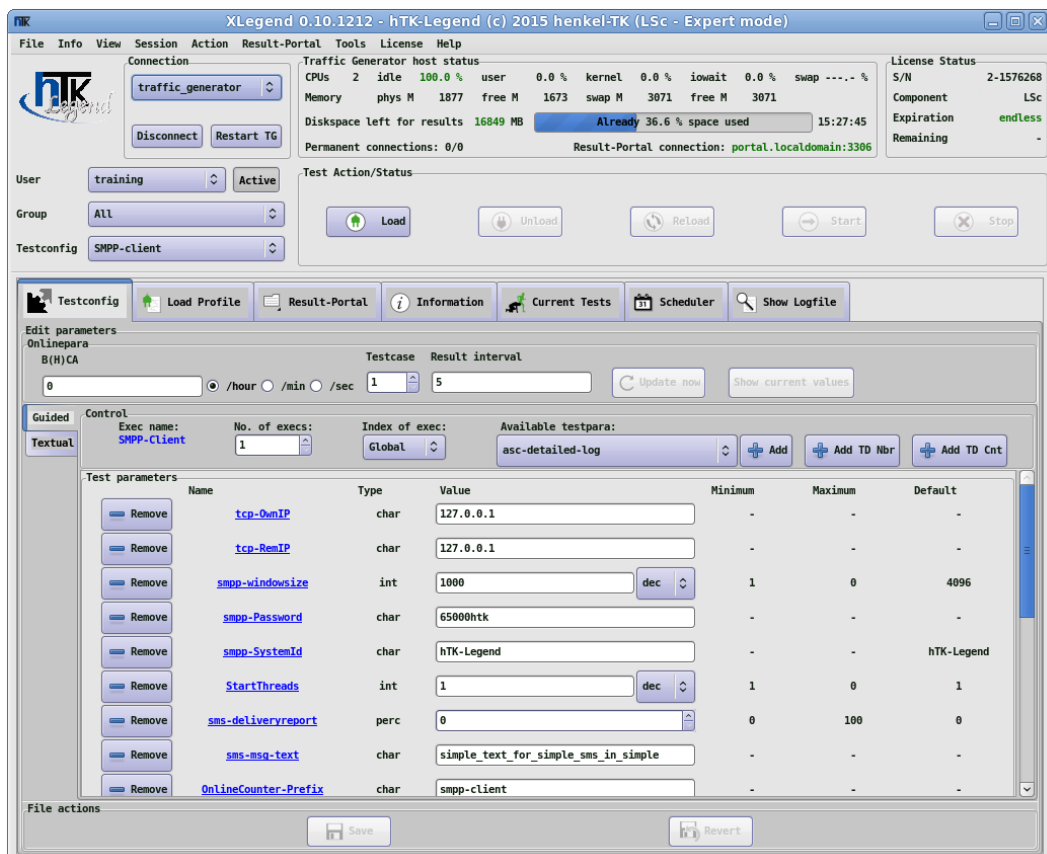 hTK XLegend 0.10.1212 - hTK-Legend (c) 2015 henkel-TK (LSc - Expert mode)
File Info View Session Action Result-Portal Tools License Help
hTK Legend
Connection
traffic_generator
Disconnect Restart TG
Traffic Generator host status
CPUs 2 idle 100.0 % user 0.0 % kernel 0.0 % iowait 0.0 % swap ---.- %
Memory phys M 1877 free M 1673 swap M 3071 free M 3071
Diskspace left for results 16849 MB Already 36.6 % space used 15:27:45
Permanent connections: 0/0 Result-Portal connection: portal.localdomain:3306
License Status
S/N 2-1576268
Component LSc
Expiration endless
Remaining -
User training Active
Group All
Testconfig SMPP-client
Test Action/Status
Load Unload Reload Start Stop
Testconfig Load Profile Result-Portal Information Current Tests 31 Scheduler Show Logfile
Edit parameters
Onlinepara
B(H)CA Testcase Result interval
0 /hour /min /sec 1 5 Update now Show current values
Guided
Textual
Control
Exec name: No. of execs: Index of exec: Available testpara:
SMPP-Client 1 Global asc-detailed-log Add Add TD Nbr Add TD Cnt
Test parameters
Name Type Value Minimum Maximum Default
Remove tcp-OwnIP char 127.0.0.1 - - -
Remove tcp-RemIP char 127.0.0.1 - - -
Remove smpp-windowsize int 1000 dec 1 0 4096
Remove smpp-Password char 65000htk - - -
Remove smpp-SystemId char hTK-Legend - - hTK-Legend
Remove StartThreads int 1 dec 1 0 1
Remove sms-deliveryreport perc 0 0 100 0
Remove sms-msg-text char simple_text_for_simple_sms_in_simple - - -
Remove OnlineCounter-Prefix char smpp-client - - -
File actions
Save Revert